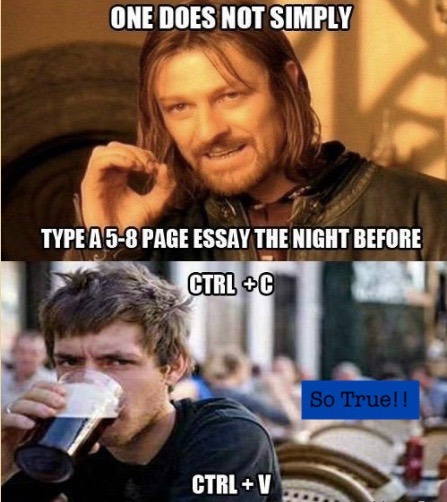 ONE DOES NOT SIMPLY
TYPE A 5-8 PAGE ESSAY THE NIGHT BEFORE
CTRL + C
So True!!
CTRL + V